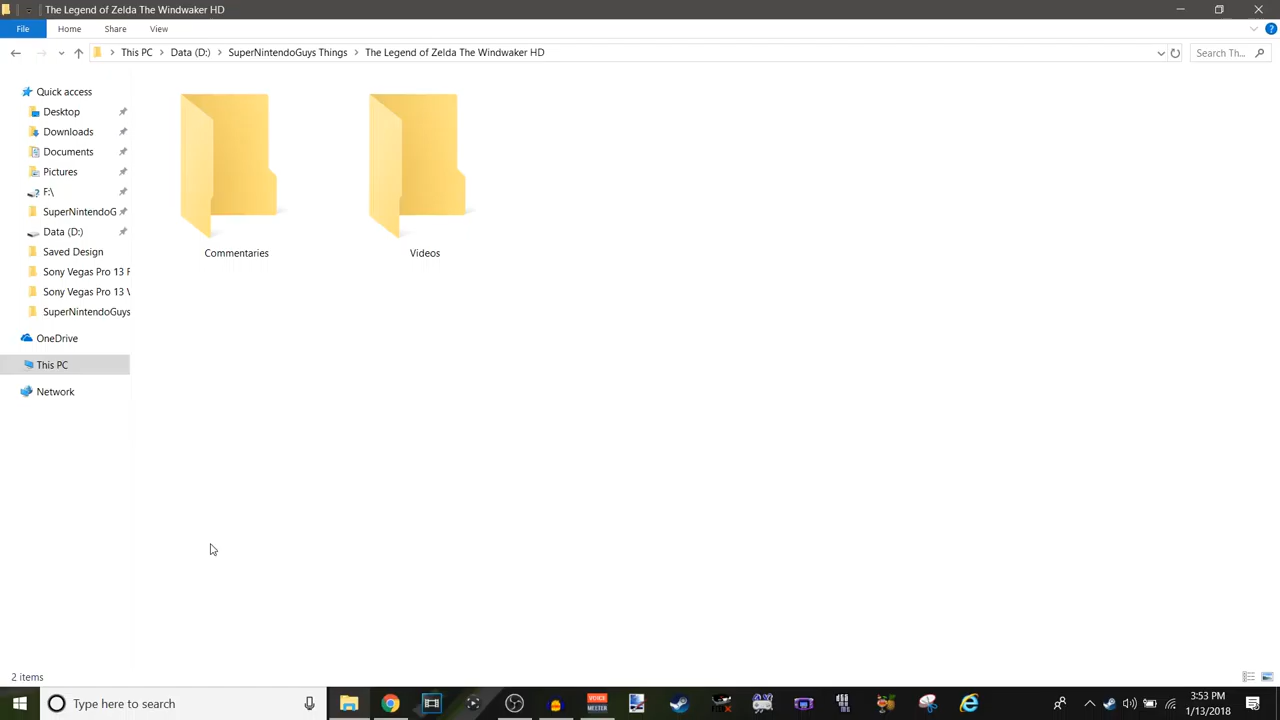 The Legend of Zelda The Windwaker HD
File Home Share View
This PC Data (D:) SuperNintendoGuys Things The Legend of Zelda The Windwaker HD Search Th...
Quick access
Desktop
Downloads
Documents
Pictures
F:\
SuperNintendoG
Data (D:)
Saved Design
Sony Vegas Pro 13 F
Sony Vegas Pro 13 V
SuperNintendoGuys
OneDrive
This PC
Network
Commentaries Videos
2 items
Type here to search
VOICE
MEETER
3:53 PM
1/13/2018